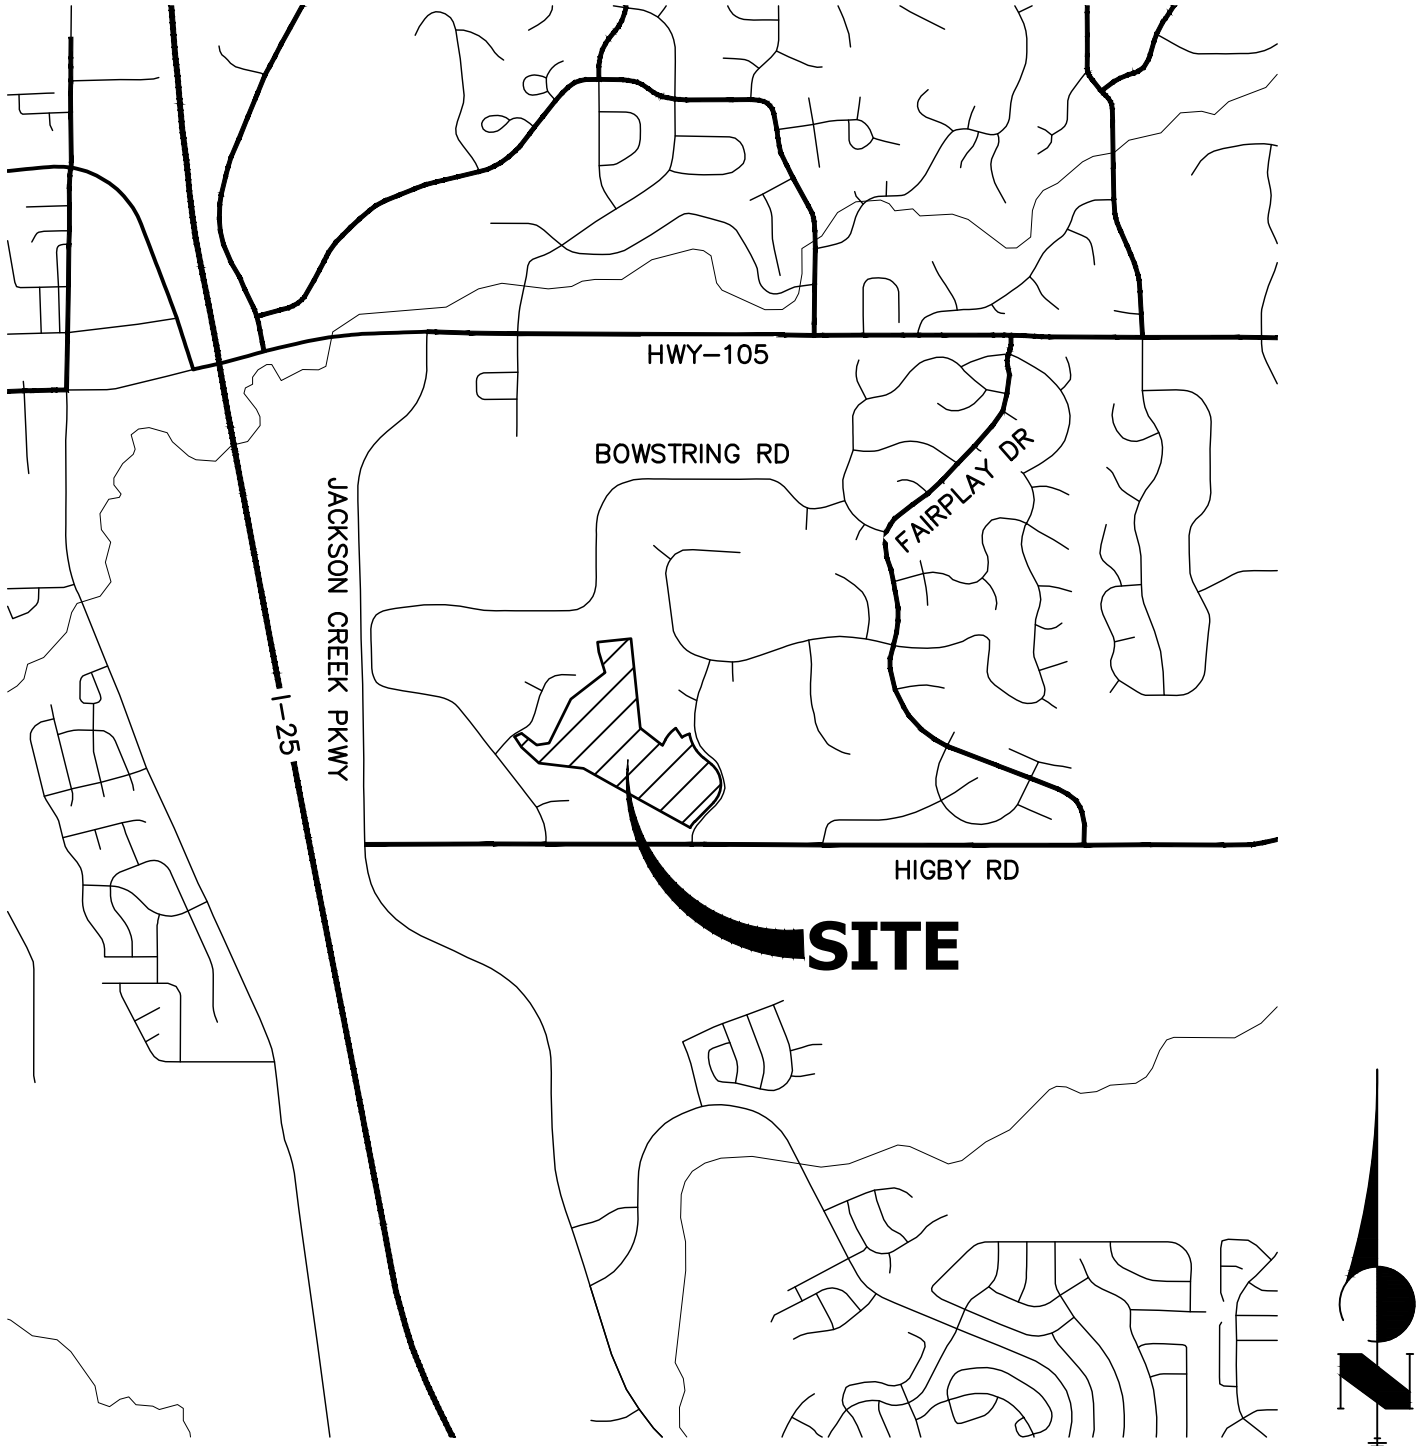 HWY-105
BOWSTRING RD
FAIRPLAY DR
JACKSON CREEK PKWY
I-25
HIGBY RD
SITE
N